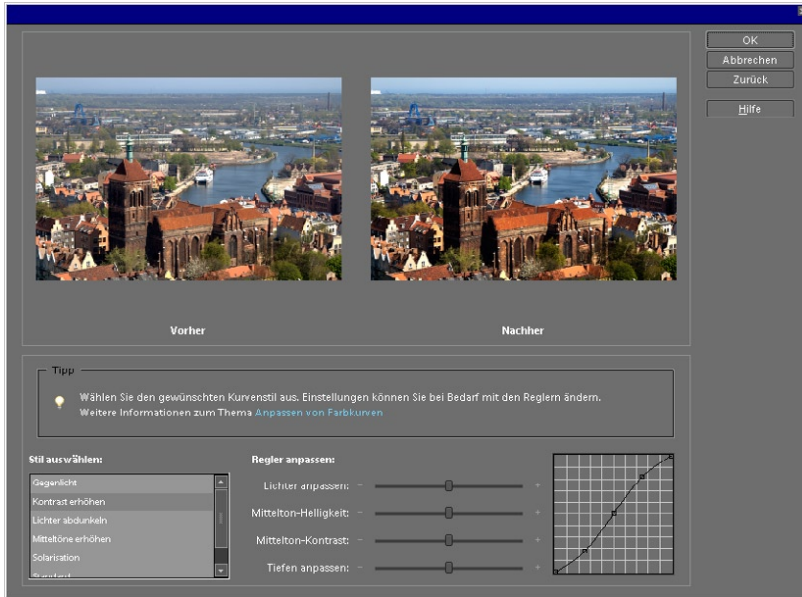 OK
Abbrechen
Zurück
Hilfe
Vorher
Nachher
Tipp
Wählen Sie den gewünschten Kurvenstil aus. Einstellungen können Sie bei Bedarf mit den Reglern ändern.
Weitere Informationen zum Thema Anpassen von Farbkurven
Stil auswählen:
Gegenlicht
Kontrast erhöhen
Lichter abdunkeln
Mitteltöne erhöhen
Solarisation
Regler anpassen:
Lichter anpassen: - +
Mittelton-Helligkeit: - +
Mittelton-Kontrast: - +
Tiefen anpassen: - +